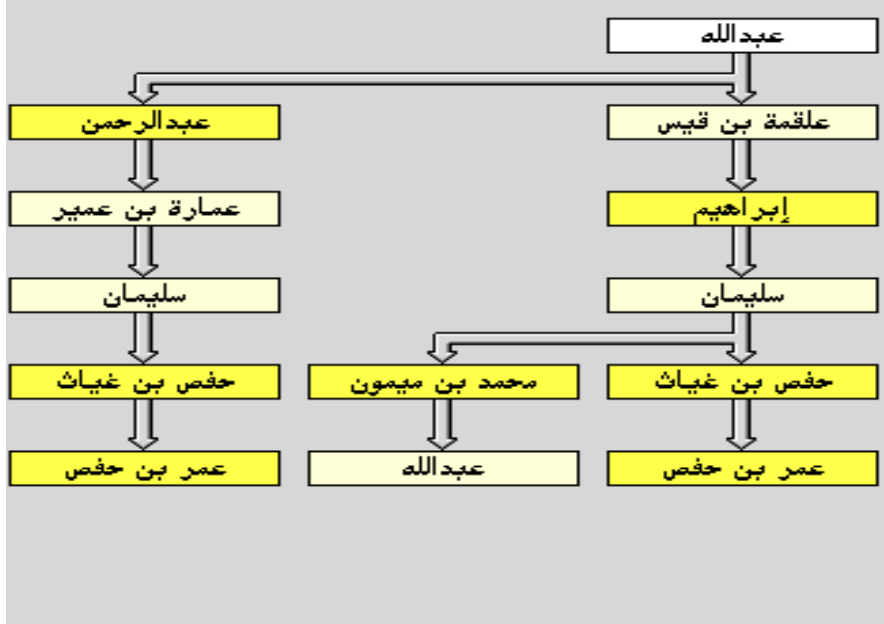 عبدالله
علقمة بن قيس
عبدالرحمن
إبراهيم
عمارة بن عمير
سليمان
سليمان
حفص بن غياث
محمد بن ميمون
حفص بن غياث
عمر بن حفص
عبدالله
عمر بن حفص